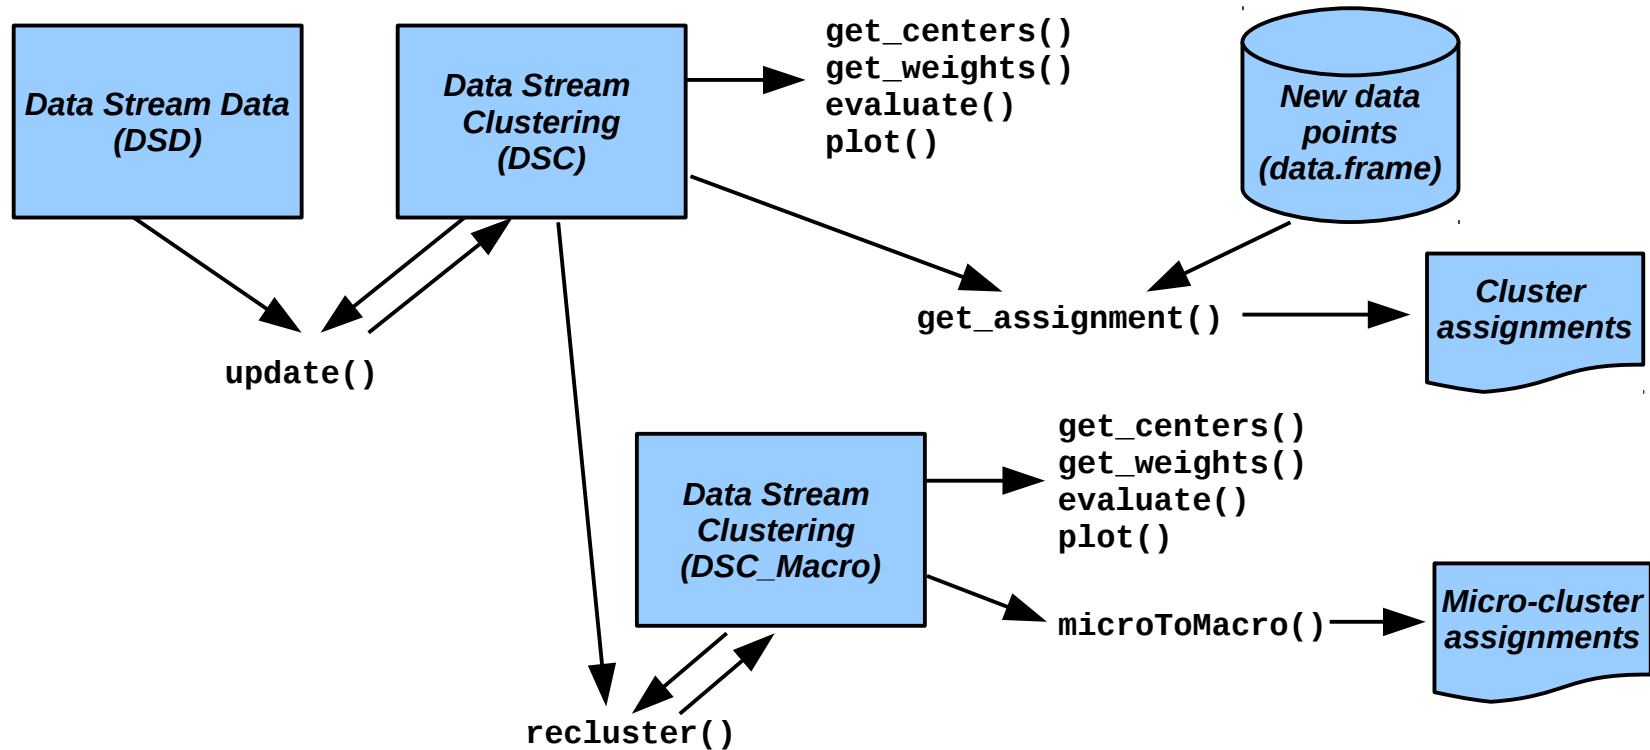 Data Stream Data
(DSD)
Data Stream
Clustering
(DSC)
get_centers()
get_weights()
evaluate()
plot()
New data
points
(data.frame)
update()
get_assignment()
Cluster
assignments
Data Stream
Clustering
(DSC_Macro)
get_centers()
get_weights()
evaluate()
plot()
microToMacro()
Micro-cluster
assignments
recluster()